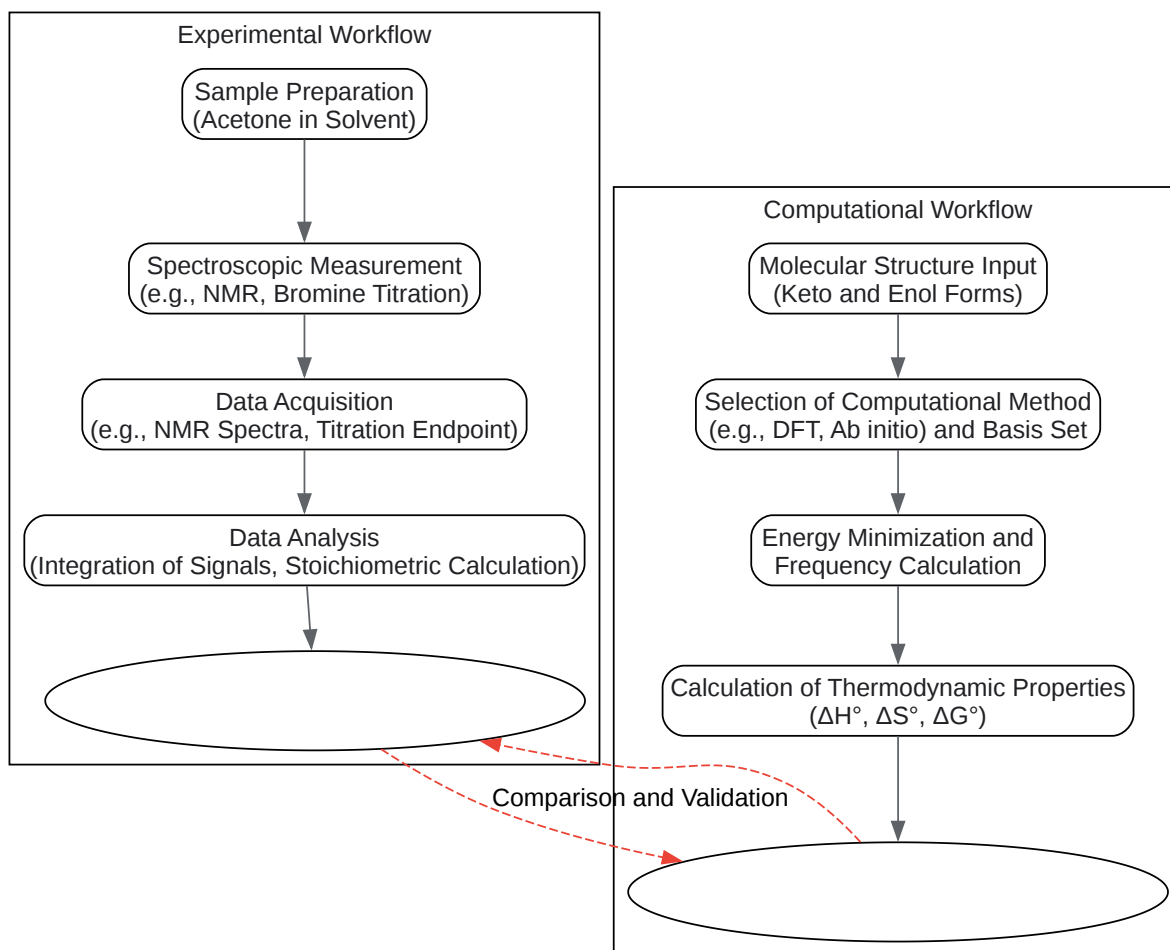 Experimental Workflow
Sample Preparation
(Acetone in Solvent)
Spectroscopic Measurement
(e.g., NMR, Bromine Titration)
Data Acquisition
(e.g., NMR Spectra, Titration Endpoint)
Data Analysis
(Integration of Signals, Stoichiometric Calculation)
Computational Workflow
Molecular Structure Input
(Keto and Enol Forms)
Selection of Computational Method
(e.g., DFT, Ab initio) and Basis Set
Energy Minimization and
Frequency Calculation
Calculation of Thermodynamic Properties
(ΔH°, ΔS°, ΔG°)
Comparison and Validation